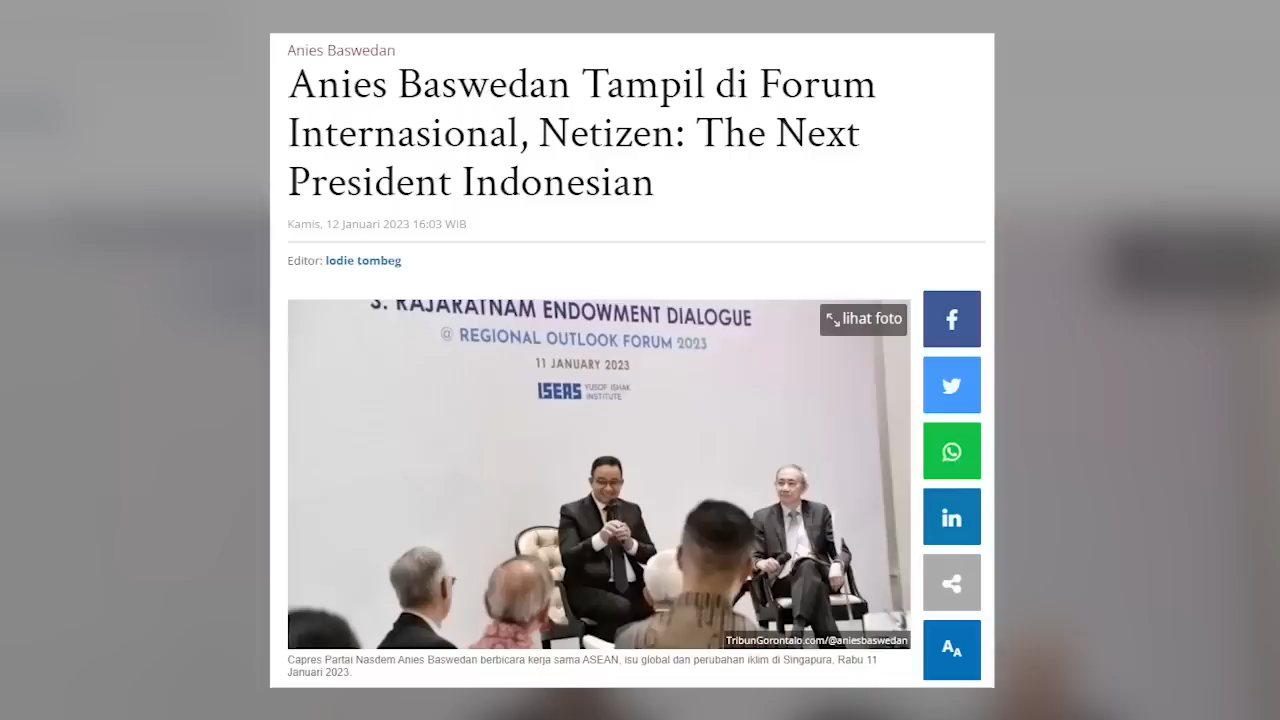 Anies Baswedan
Anies Baswedan Tampil di Forum
Internasional, Netizen: The Next
President Indonesian
Kamis, 12 Januari 2023 16:03 WIB
Editor: lodie tombeg
S. RAJARATNAM ENDOWMENT DIALOGUE
@ REGIONAL OUTLOOK FORUM 2023
11 JANUARY 2023
ISEAS YUSOF ISHAK
INSTITUTE
lihat foto
f
in
AA
TribunGorontalo.com/@aniesbaswedan
Capres Partai Nasdem Anies Baswedan berbicara kerja sama ASEAN, isu global dan perubahan iklim di Singapura, Rabu 11
Januari 2023.